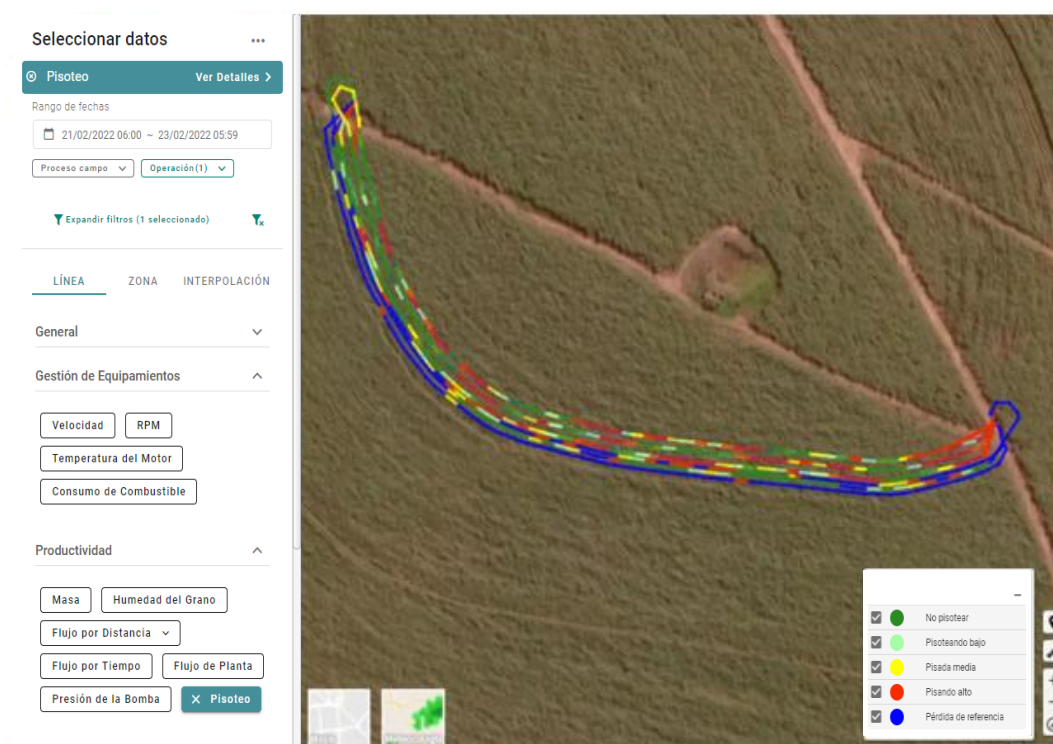 Seleccionar datos
Pisoteo Ver Detalles
Rango de fechas
21/02/2022 06:00 ~ 23/02/2022 05:59
Proceso campo Operación(1)
Expandir filtros (1 seleccionado)
LÍNEA ZONA INTERPOLACIÓN
General
Gestión de Equipamientos
Velocidad RPM
Temperatura del Motor
Consumo de Combustible
Productividad
Masa Humedad del Grano
Flujo por Distancia
Flujo por Tiempo Flujo de Planta
Presión de la Bomba Pisoteo
No pisotear
Pisoteando bajo
Pisada media
Pisando alto
Pérdida de referencia